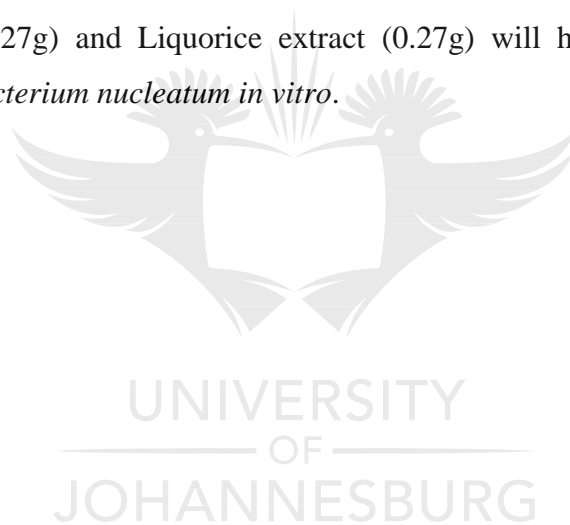 27g) and Liquorice extract (0.27g) will h
cterium nucleatum in vitro.
UNIVERSITY
OF
JOHANNESBURG